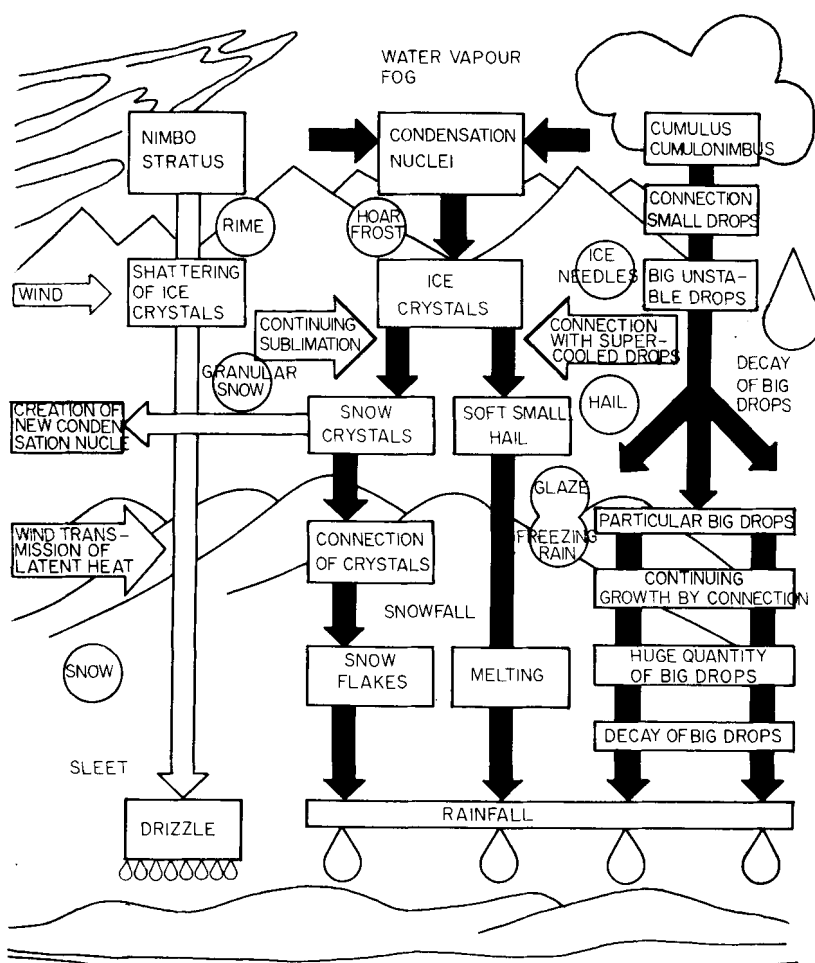 WATER VAPOUR
FOG
NIMBO
STRATUS
CONDENSATION
NUCLEI
CUMULUS
CUMULONIMBUS
CONNECTION
SMALL DROPS
RIME
HOAR
FROST
ICE
NEEDLES
WIND
SHATTERING
OF ICE
CRYSTALS
ICE
CRYSTALS
BIG UNSTA-
BLE DROPS
CONTINUING
SUBLIMATION
CONNECTION
WITH SUPER-
COOLED DROPS
DECAY
OF BIG
DROPS
GRANULAR
SNOW
HAIL
CREATION OF
NEW CONDEN
SATION NUCLE
SNOW
CRYSTALS
SOFT SMALL
HAIL
GLAZE
FREEZING
RAIN
PARTICULAR BIG DROPS
WIND TRANS-
MISSION OF
LATENT HEAT
CONNECTION
OF CRYSTALS
CONTINUING
GROWTH BY CONNECTION
SNOWFALL
SNOW
SNOW
FLAKES
MELTING
HUGE QUANTITY
OF BIG DROPS
DECAY OF BIG DROPS
SLEET
DRIZZLE
RAINFALL